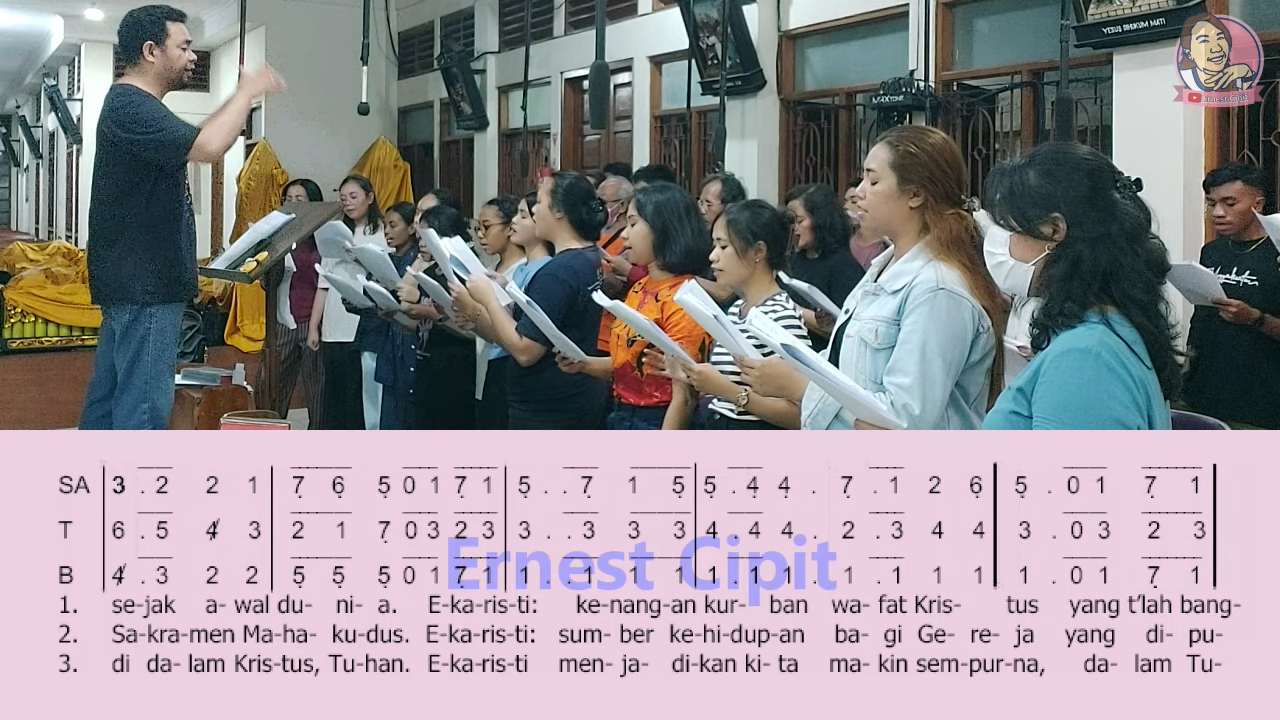 YESUS DIHUKUM MATI
Ernest Cipit
SA 3 . 2 2 1 7 6 5 0 1 7 1 5 . . 7 1 5 5 . 4 4 . 7 . 1 2 6 5 . 0 1 7 1
T 6 . 5 4 3 2 1 7 0 3 2 3 3 . . 3 3 3 4 . 4 4 . 2 . 3 4 4 3 . 0 3 2 3
B 4 . 3 2 2 5 5 5 0 1 7 1 1 . . 1 1 1 1 . 1 1 1 . 1 1 1 1 . 0 1 7 1
Ernest Cipit
1. se-jak a- wal du- ni- a. E-ka-ris-ti: ke-nang-an kur- ban wa- fat Kris- tus yang t'lah bang-
2. Sa-kra-men Ma-ha- ku-dus. E-ka-ris-ti: sum- ber ke-hi-dup-an ba- gi Ge- re- ja yang di- pu-
3. di da- lam Kris-tus, Tu-han. E-ka-ris-ti men- ja- di-kan ki- ta ma- kin sem-pur-na, da- lam Tu-